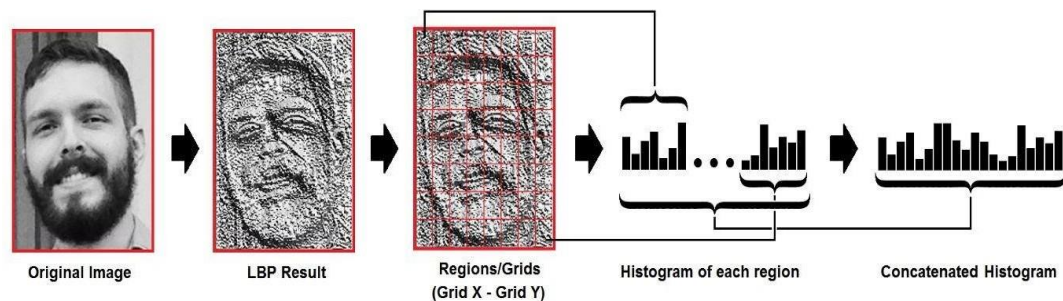 Original Image
LBP Result
Regions/Grids
(Grid X - Grid Y)
Histogram of each region
Concatenated Histogram